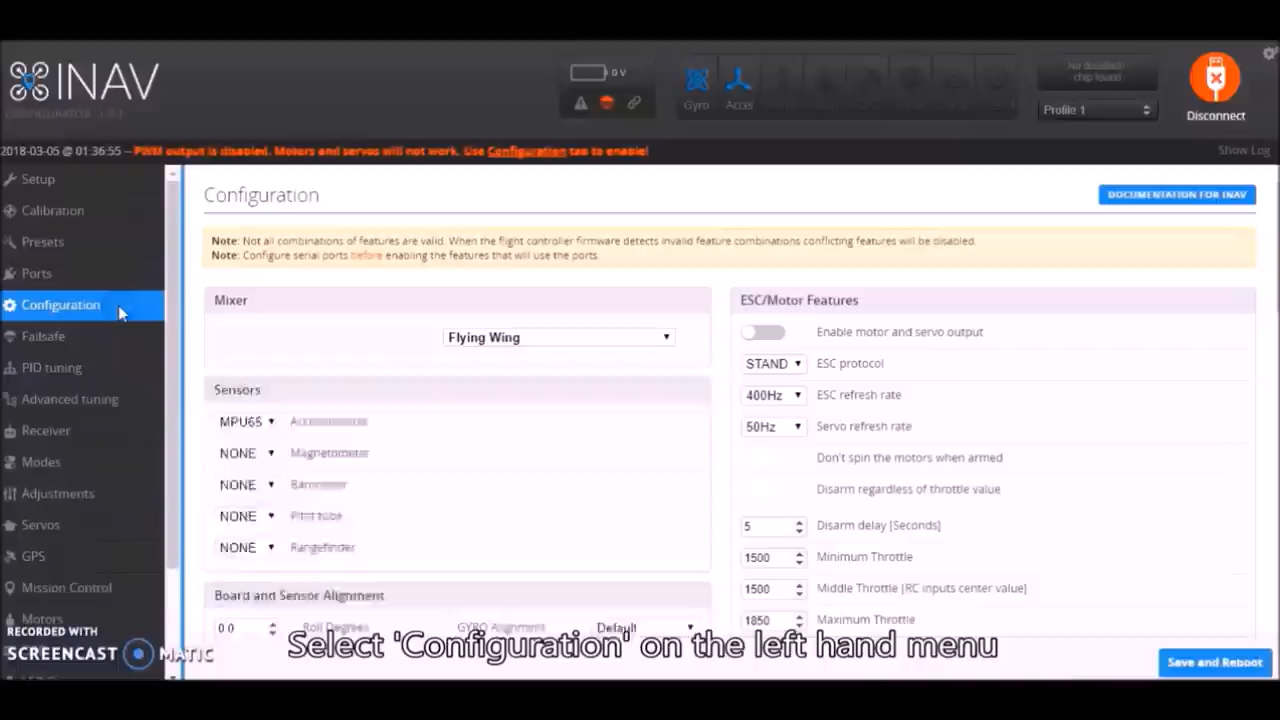 INAV
0 V
Gyro
Accel
No dataflash
chip found
Profile 1
Disconnect
2018-03-05 @ 01:36:55 -- PWM output is disabled. Motors and servos will not work. Use Configuration tab to enable!
Show Log
Setup
Calibration
Presets
Ports
Configuration
Failsafe
PID tuning
Advanced tuning
Receiver
Modes
Adjustments
Servos
GPS
Mission Control
Motors
Configuration
DOCUMENTATION FOR INAV
Note: Not all combinations of features are valid. When the flight controller firmware detects invalid feature combinations conflicting features will be disabled.
Note: Configure serial ports before enabling the features that will use the ports.
Mixer
Flying Wing
Sensors
MPU65 Accelerometer
NONE Magnetometer
NONE Barometer
NONE Pitot tube
NONE Rangefinder
Board and Sensor Alignment
0.0 Roll Degrees GYRO Alignment Default
ESC/Motor Features
Enable motor and servo output
STAND ESC protocol
400Hz ESC refresh rate
50Hz Servo refresh rate
Don't spin the motors when armed
Disarm regardless of throttle value
5 Disarm delay [Seconds]
1500 Minimum Throttle
1500 Middle Throttle [RC inputs center value]
1850 Maximum Throttle
Save and Reboot
RECORDED WITH
SCREENCAST MATIC
Select 'Configuration' on the left hand menu